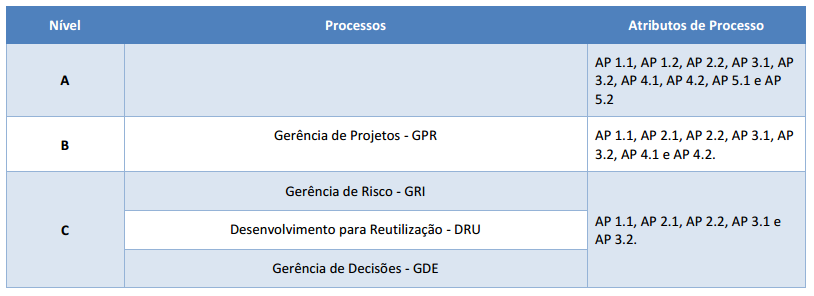 Nível Processos Atributos de Processo
A
AP 1.1, AP 1.2, AP 2.2, AP 3.1, AP
3.2, AP 4.1, AP 4.2, AP 5.1 e AP
5.2
B
Gerência de Projetos - GPR
AP 1.1, AP 2.1, AP 2.2, AP 3.1, AP
3.2, AP 4.1 e AP 4.2.
C
Gerência de Risco - GRI
Desenvolvimento para Reutilização - DRU
Gerência de Decisões - GDE
AP 1.1, AP 2.1, AP 2.2, AP 3.1 e
AP 3.2.